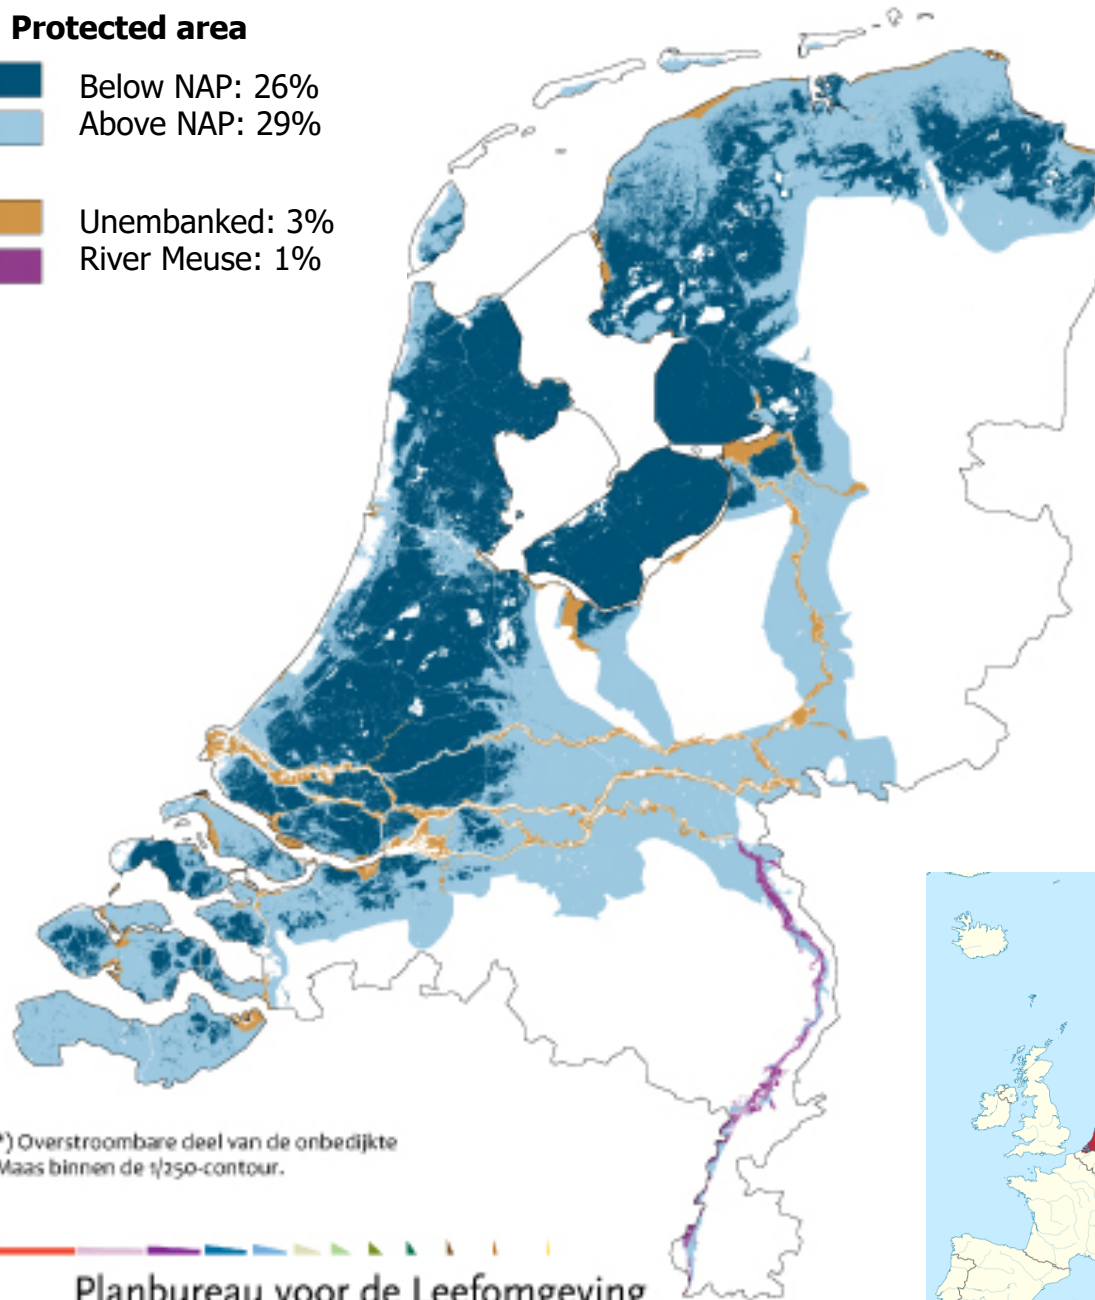 Protected area
Below NAP: 26%
Above NAP: 29%
Unembanked: 3%
River Meuse: 1%
*) Overstroombare deel van de onbedijkte
Maas binnen de 1/250-contour.
Planbureau voor de Leefomgeving